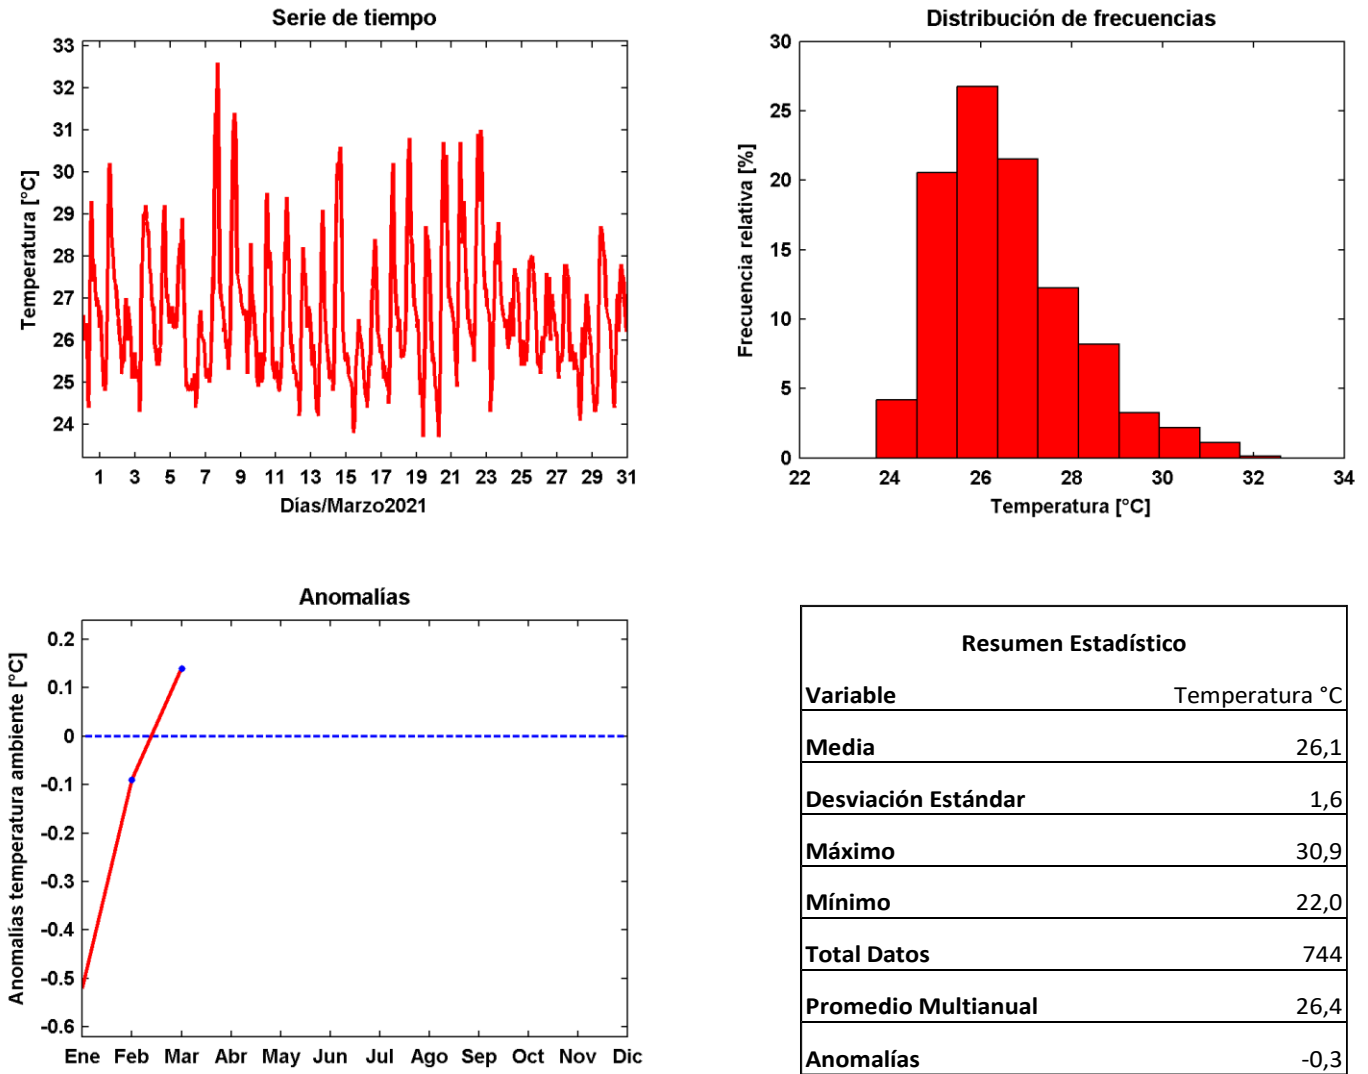 Serie de tiempo
Temperatura [°C]
33
32
31
30
29
28
27
26
25
24
1 3 5 7 9 11 13 15 17 19 21 23 25 27 29 31
Días/Marzo2021
Distribución de frecuencias
Frecuencia relativa [%]
30
25
20
15
10
5
0
22 24 26 28 30 32 34
Temperatura [°C]
Anomalías
Anomalías temperatura ambiente [°C]
0.2
0.1
0
-0.1
-0.2
-0.3
-0.4
-0.5
-0.6
Ene Feb Mar Abr May Jun Jul Ago Sep Oct Nov Dic
Resumen Estadístico
Variable Temperatura °C
Media 26,1
Desviación Estándar 1,6
Máximo 30,9
Mínimo 22,0
Total Datos 744
Promedio Multianual 26,4
Anomalías -0,3